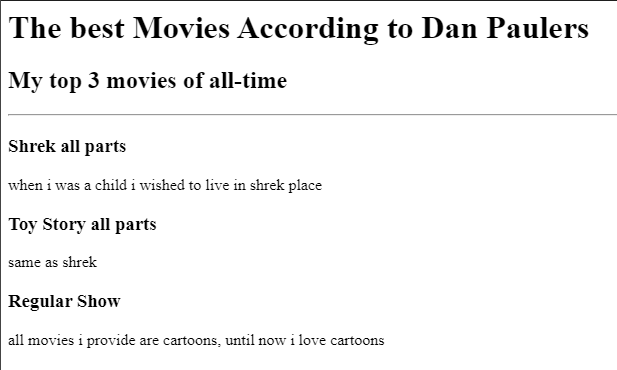 The best Movies According to Dan Paulers
My top 3 movies of all-time
Shrek all parts
when i was a child i wished to live in shrek place
Toy Story all parts
same as shrek
Regular Show
all movies i provide are cartoons, until now i love cartoons